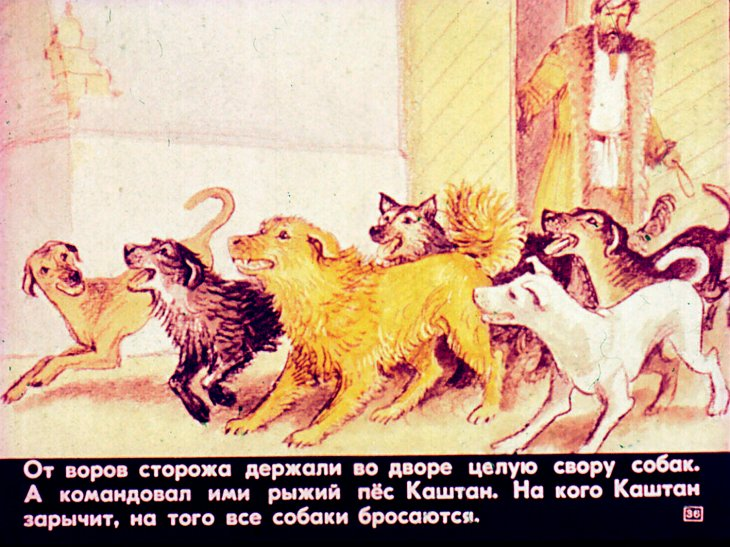 От воров сторожа держали во дворе целую свору собак.
А командовал ими рыжий пёс Каштан. На кого Каштан
зарычит, на того все собаки бросаются.
36